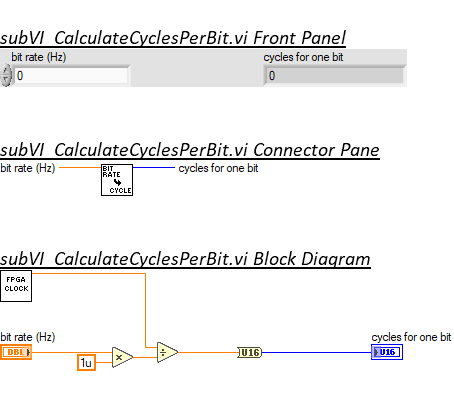 subVI_CalculateCyclesPerBit.vi Front Panel
bit rate (Hz) cycles for one bit
0 0
subVI_CalculateCyclesPerBit.vi Connector Pane
bit rate (Hz) BIT RATE CYCLE cycles for one bit
subVI_CalculateCyclesPerBit.vi Block Diagram
FPGA
CLOCK
bit rate (Hz) cycles for one bit
DBL × ÷ U16 U16
1u